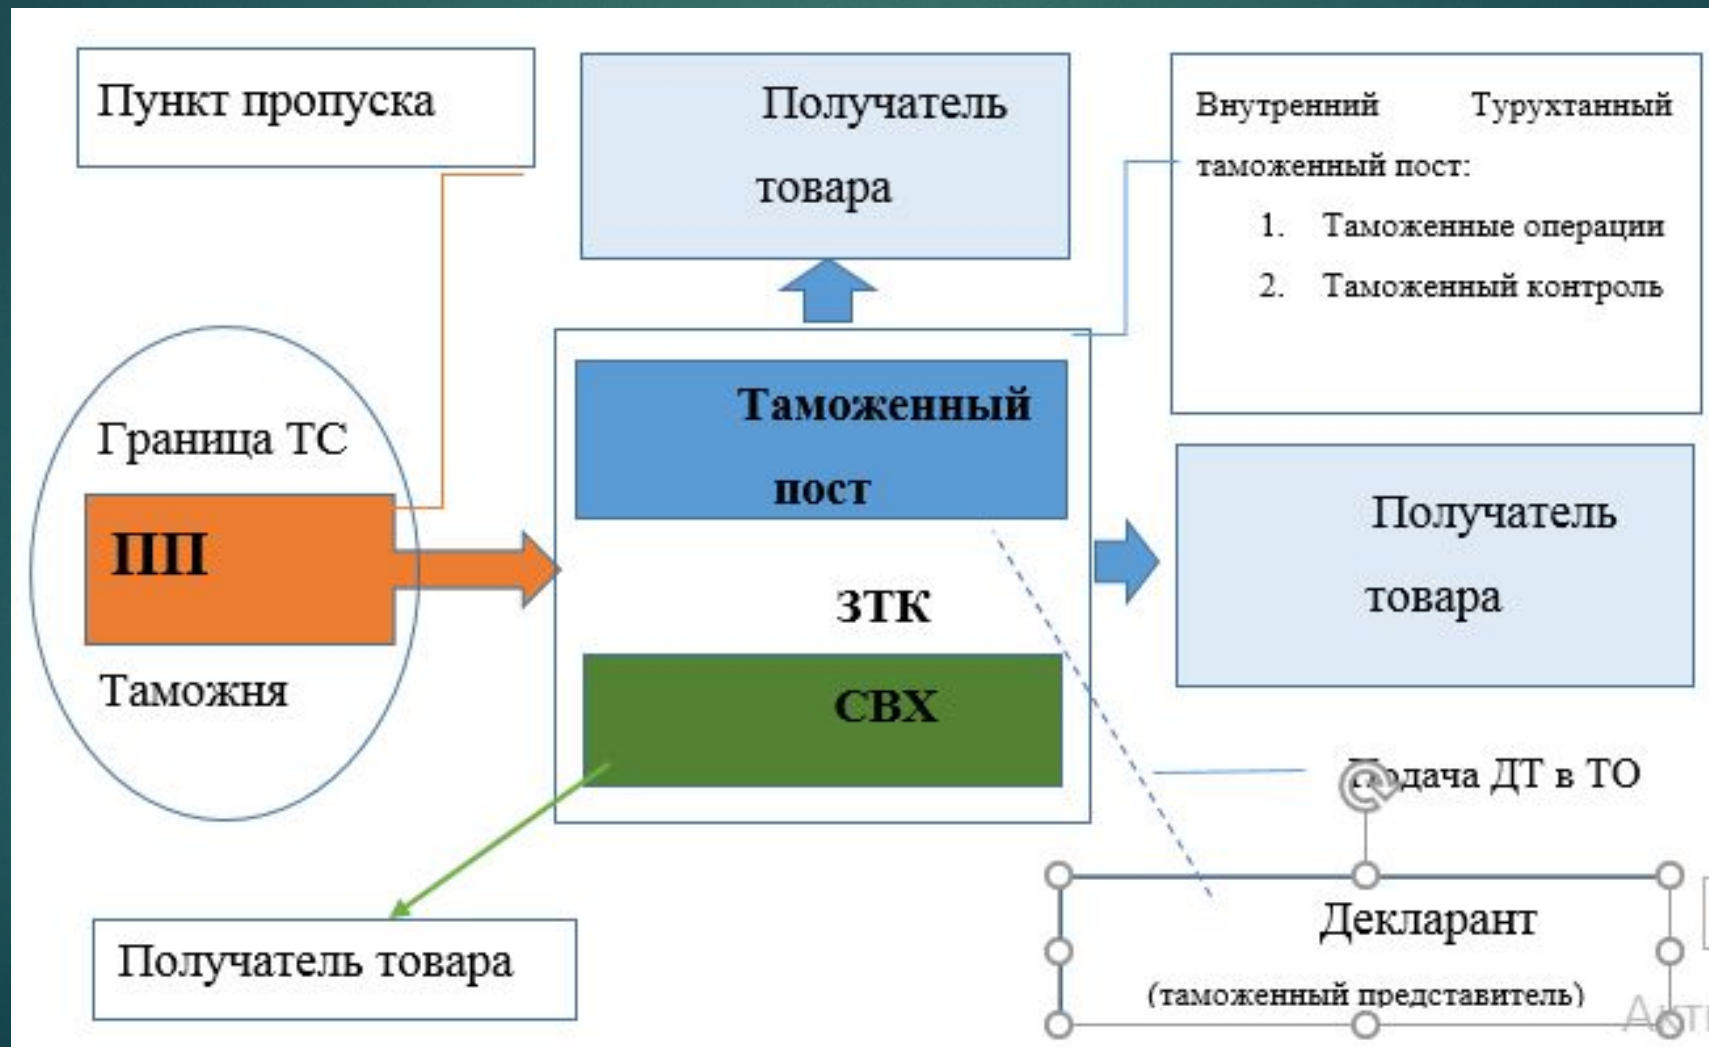 Пункт пропуска
Получатель
товара
Внутренний Турухтанный
таможенный пост:
1. Таможенные операции
2. Таможенный контроль
Граница ТС
ПП
Таможня
Таможенный
пост
ЗТК
СВХ
Получатель
товара
Подача ДТ в ТО
Получатель товара
Декларант
(таможенный представитель)